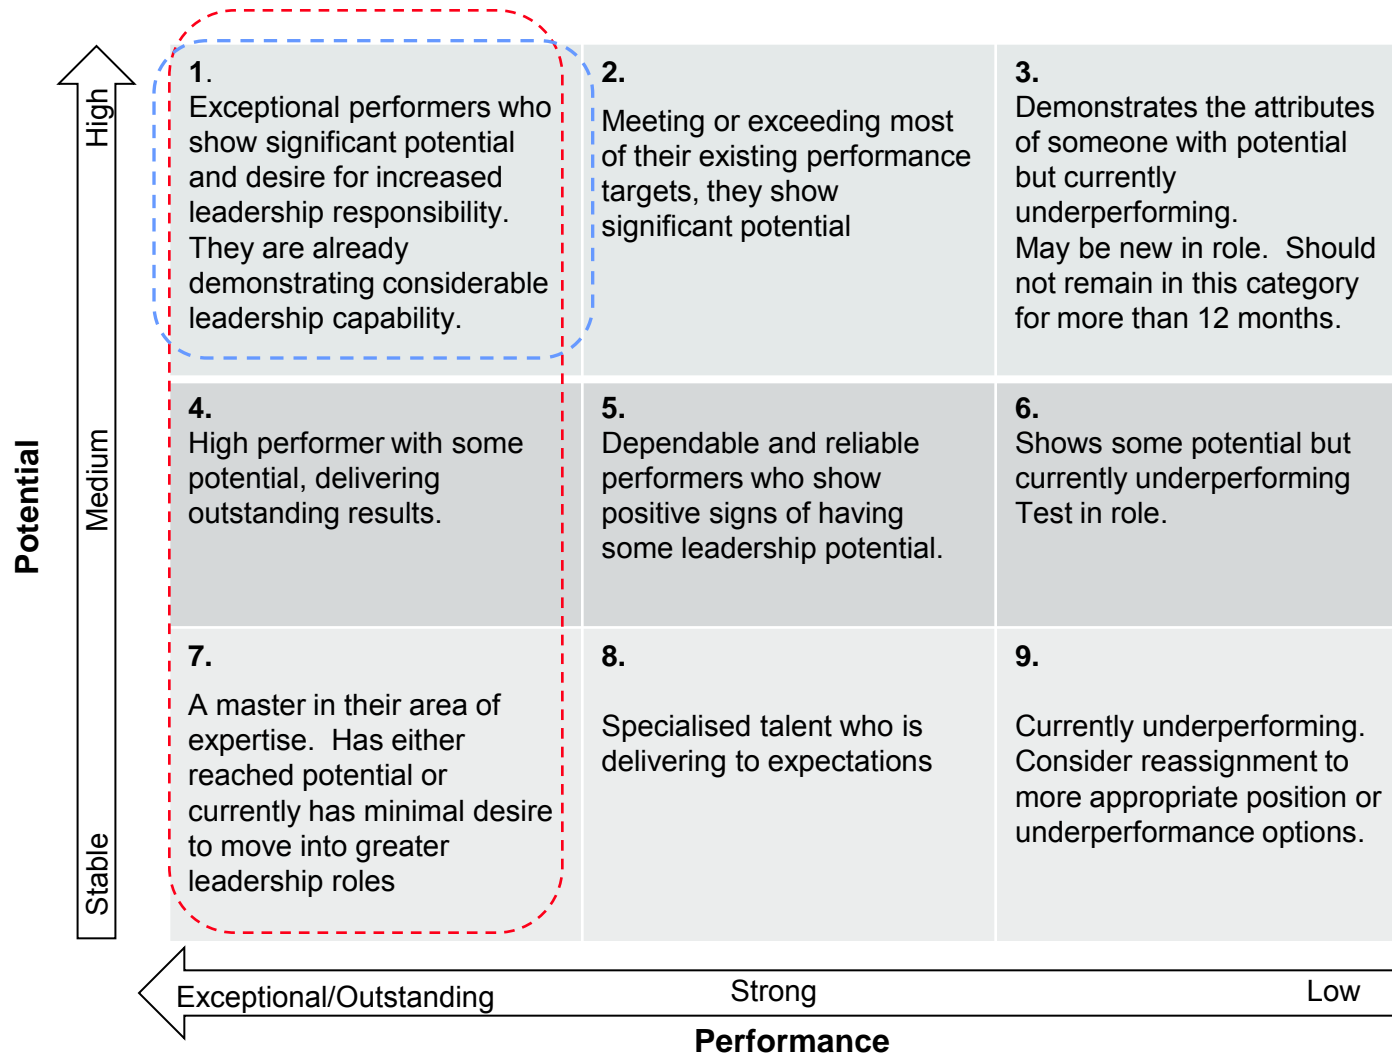 1.
Exceptional performers who
show significant potential
and desire for increased
leadership responsibility.
They are already
demonstrating considerable
leadership capability.
2.
Meeting or exceeding most
of their existing performance
targets, they show
significant potential
3.
Demonstrates the attributes
of someone with potential
but currently
underperforming.
May be new in role.  Should
not remain in this category
for more than 12 months.
4.
High performer with some
potential, delivering
outstanding results.
5.
Dependable and reliable
performers who show
positive signs of having
some leadership potential.
6.
Shows some potential but
currently underperforming
Test in role.
7.
A master in their area of
expertise.  Has either
reached potential or
currently has minimal desire
to move into greater
leadership roles
8.
Specialised talent who is
delivering to expectations
9.
Currently underperforming.
Consider reassignment to
more appropriate position or
underperformance options.
Potential
High
Medium
Stable
Exceptional/Outstanding
Strong
Low
Performance